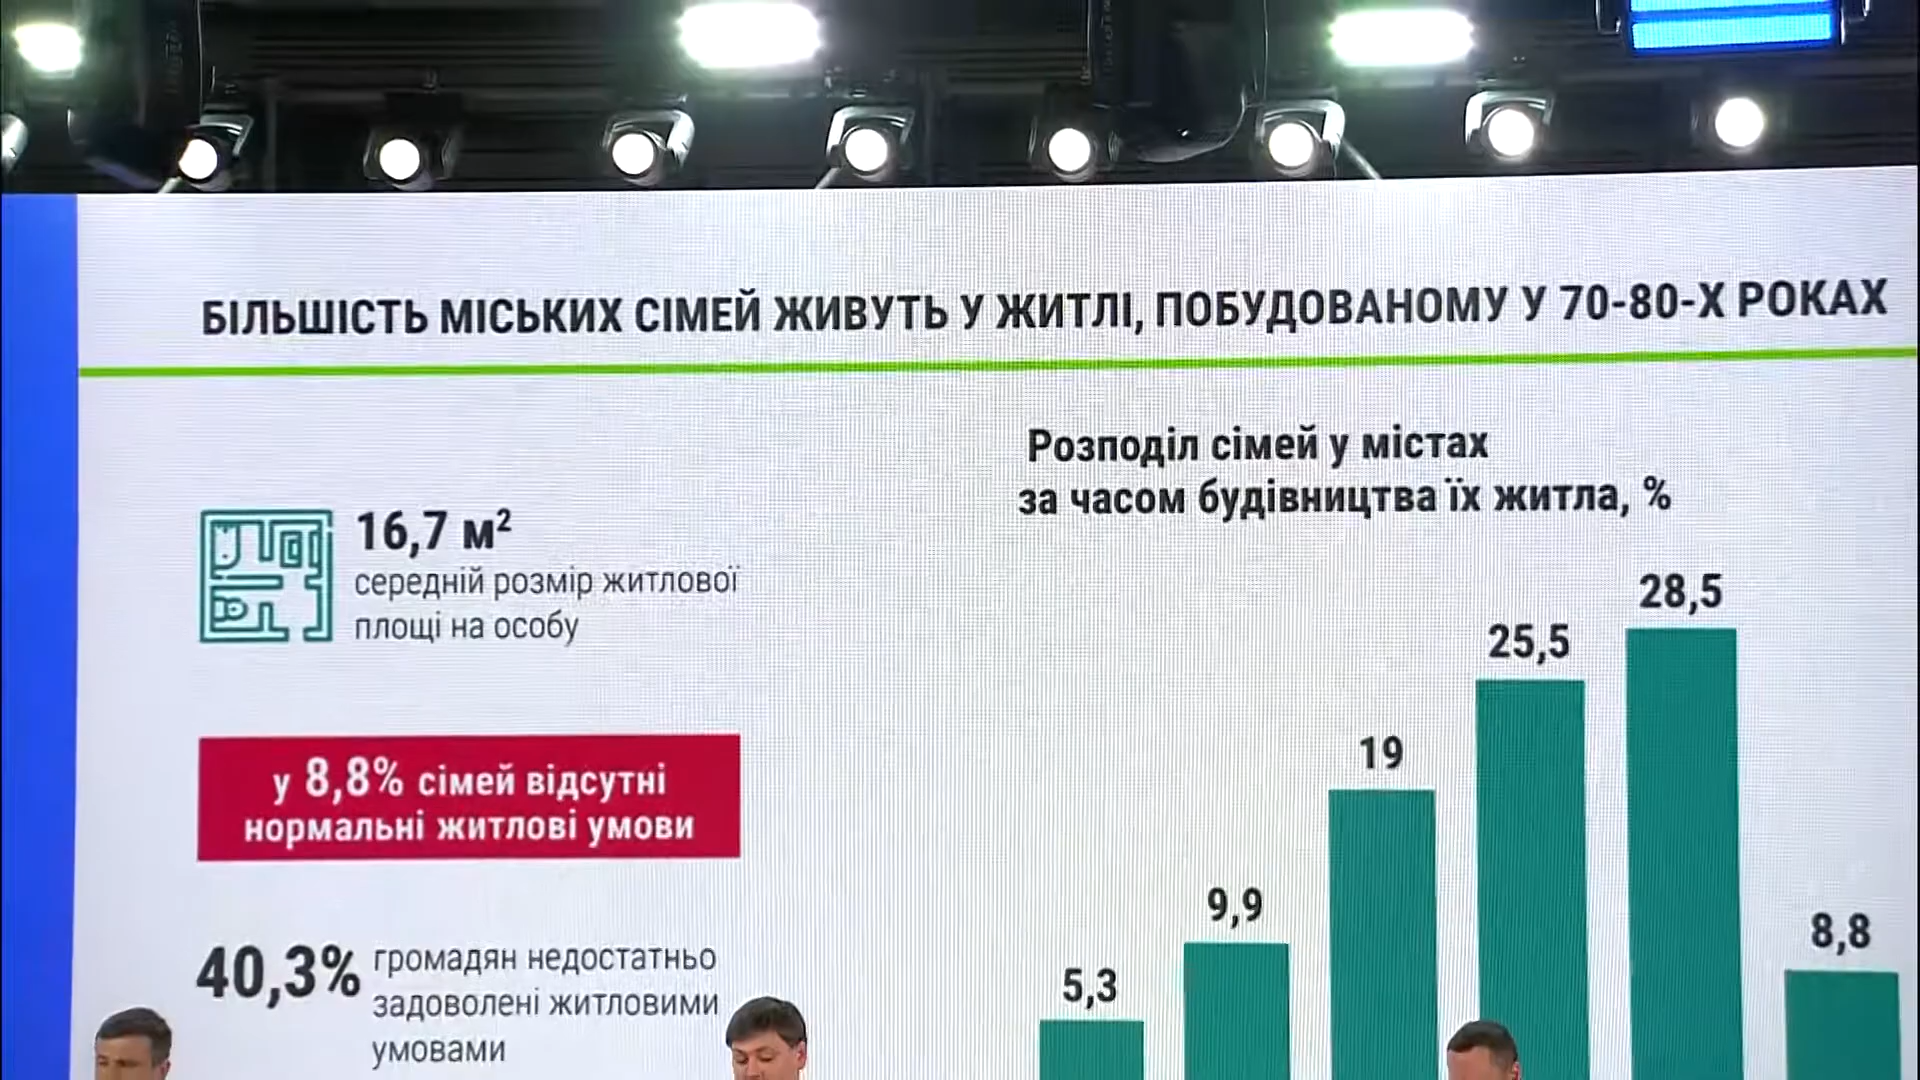 БІЛЬШІСТЬ МІСЬКИХ СІМЕЙ ЖИВУТЬ У ЖИТЛІ, ПОБУДОВАНОМУ У 70-80-Х РОКАХ
16,7 м²
середній розмір житлової
площі на особу
у 8,8% сімей відсутні
нормальні житлові умови
40,3%
громадян недостатньо
задоволені житловими
умовами
Розподіл сімей у містах
за часом будівництва їх житла, %
5,3
9,9
19
25,5
28,5
8,8